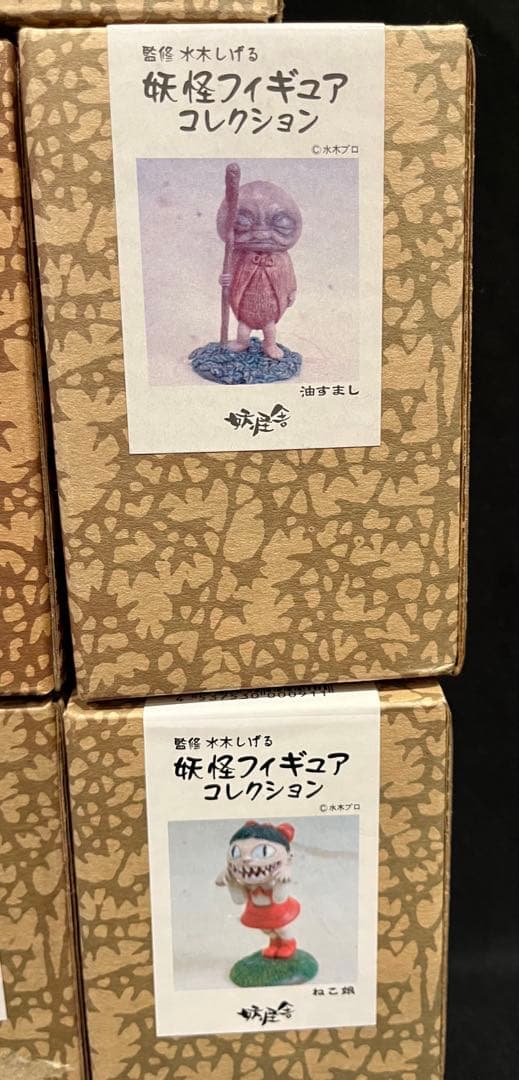 監修 水木しげる
妖怪フィギュア
コレクション
©水木プロ
油すまし
妖怪舎
監修 水木しげる
妖怪フィギュア
コレクション
©水木プロ
ねこ娘
妖怪舎